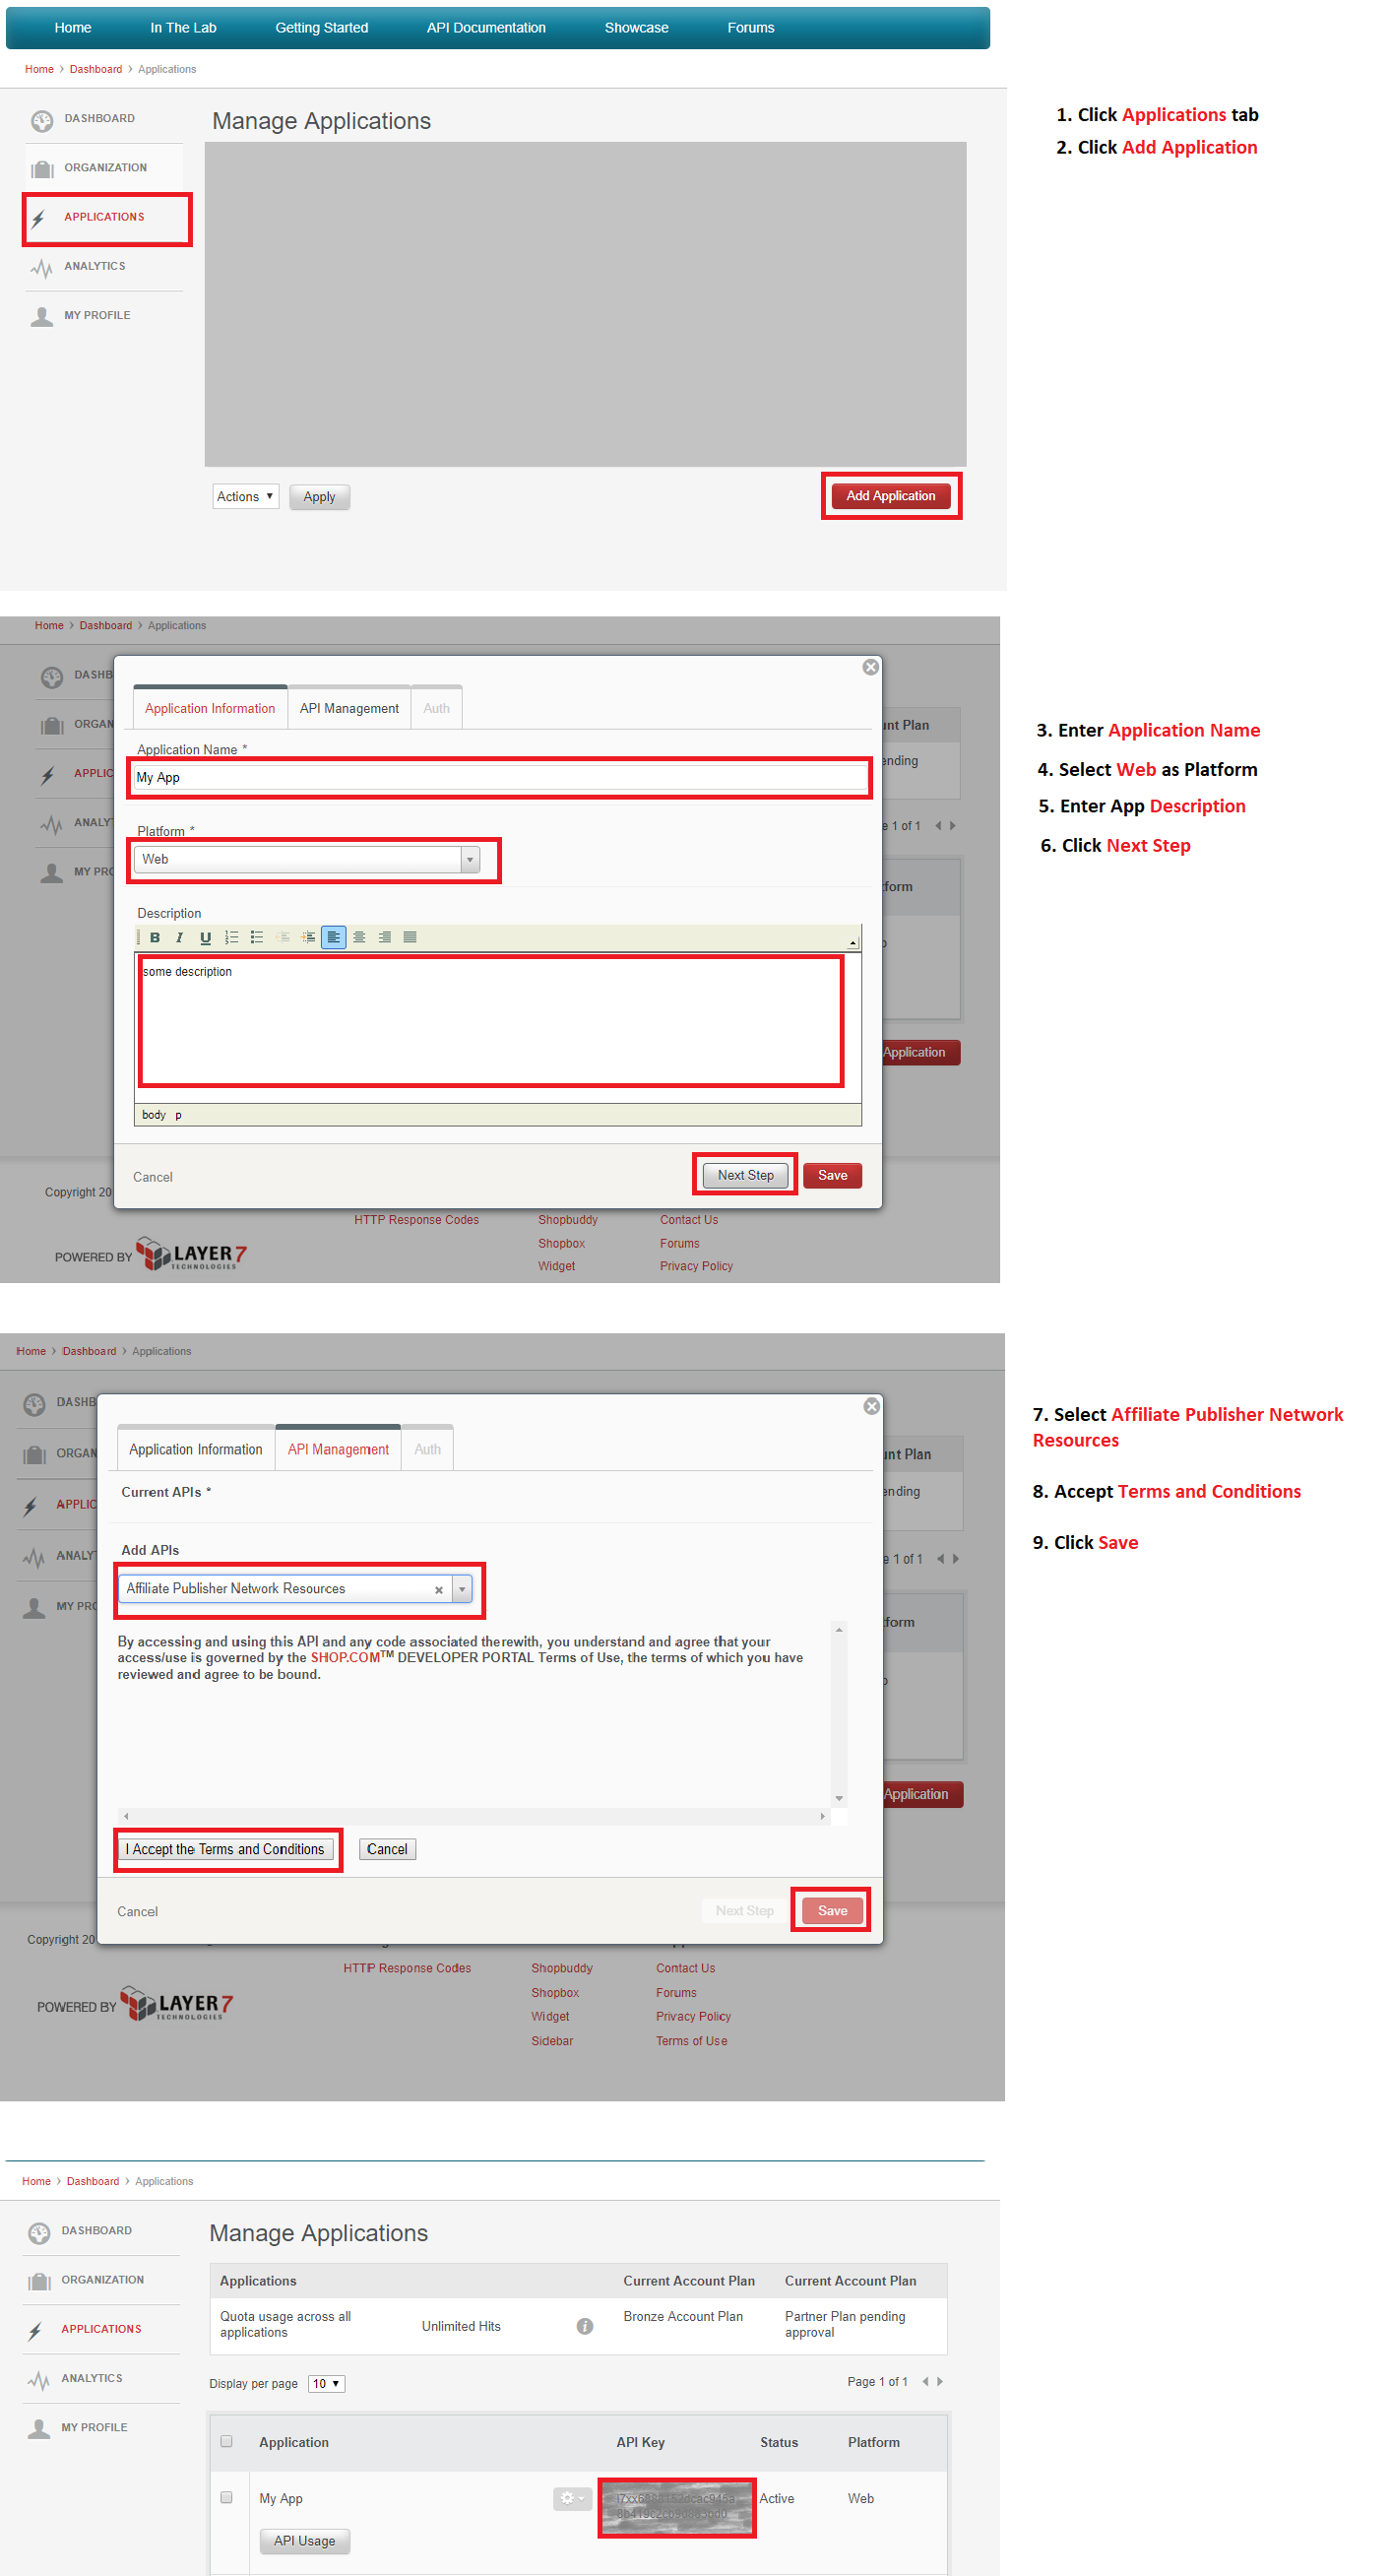 Home In The Lab Getting Started API Documentation Showcase Forums
Home > Dashboard > Applications
DASHBOARD
ORGANIZATION
APPLICATIONS
ANALYTICS
MY PROFILE
Manage Applications
Actions Apply
Add Application
1. Click Applications tab
2. Click Add Application
Home > Dashboard > Applications
DASHB
ORGAN
APPLIC
ANALY
MY PRO
Application Information API Management Auth
Application Name *
My App
Platform *
Web
Description
B I U
some description
body p
Cancel
Next Step Save
unt Plan
ending
e 1 of 1
tform
Application
Copyright 20
POWERED BY LAYER 7
TECHNOLOGIES
HTTP Response Codes Shopbuddy Contact Us
Shopbox Forums
Widget Privacy Policy
3. Enter Application Name
4. Select Web as Platform
5. Enter App Description
6. Click Next Step
Home > Dashboard > Applications
DASHB
ORGAN
APPLIC
ANALY
MY PRO
Application Information API Management Auth
Current APIs *
Add APIs
Affiliate Publisher Network Resources
By accessing and using this API and any code associated therewith, you understand and agree that your
access/use is governed by the SHOP.COM™ DEVELOPER PORTAL Terms of Use, the terms of which you have
reviewed and agree to be bound.
I Accept the Terms and Conditions Cancel
Cancel
Next Step Save
unt Plan
ending
e 1 of 1
tform
Application
Copyright 20
POWERED BY LAYER 7
TECHNOLOGIES
HTTP Response Codes Shopbuddy Contact Us
Shopbox Forums
Widget Privacy Policy
Sidebar Terms of Use
7. Select Affiliate Publisher Network
Resources
8. Accept Terms and Conditions
9. Click Save
Home > Dashboard > Applications
DASHBOARD
ORGANIZATION
APPLICATIONS
ANALYTICS
MY PROFILE
Manage Applications
Applications Current Account Plan Current Account Plan
Quota usage across all Unlimited Hits Bronze Account Plan Partner Plan pending
applications approval
Display per page 10
Page 1 of 1
Application API Key Status Platform
My App Active Web
API Usage